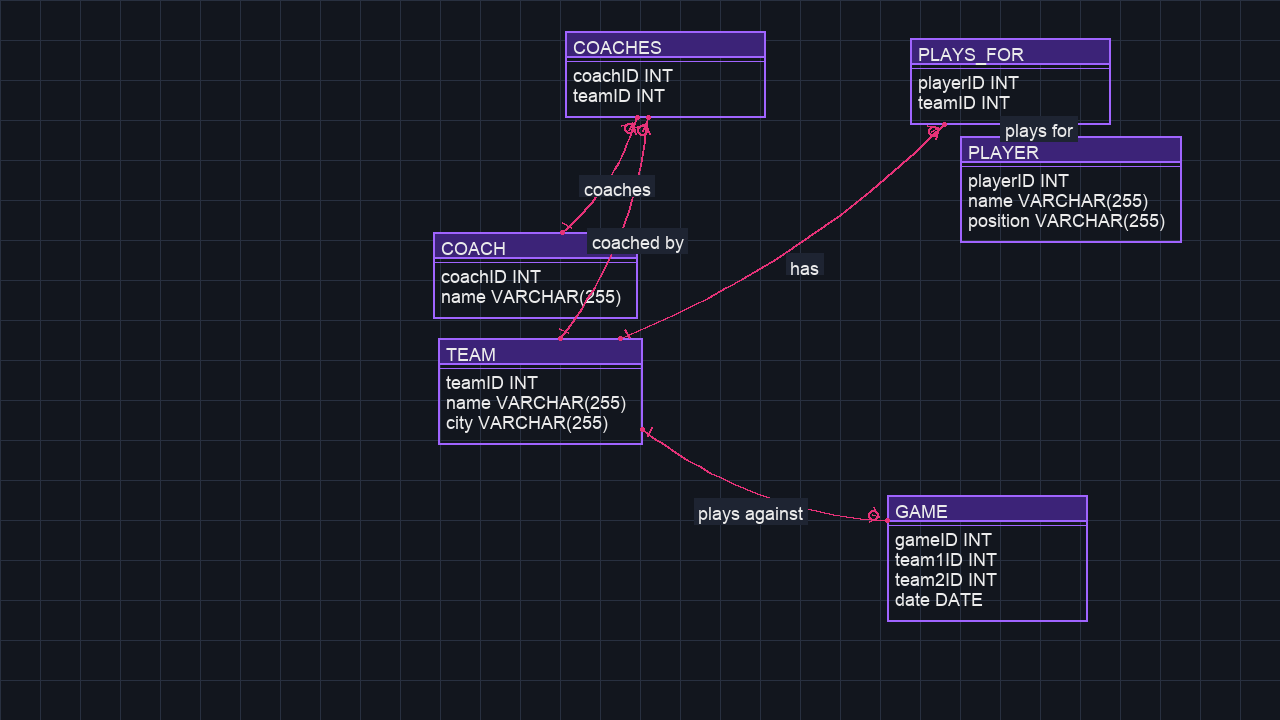 COACHES
coachID INT
teamID INT
PLAYS_FOR
playerID INT
teamID INT
plays for
PLAYER
playerID INT
name VARCHAR(255)
position VARCHAR(255)
coaches
coached by
COACH
coachID INT
name VARCHAR(255)
has
TEAM
teamID INT
name VARCHAR(255)
city VARCHAR(255)
plays against
GAME
gameID INT
team1ID INT
team2ID INT
date DATE